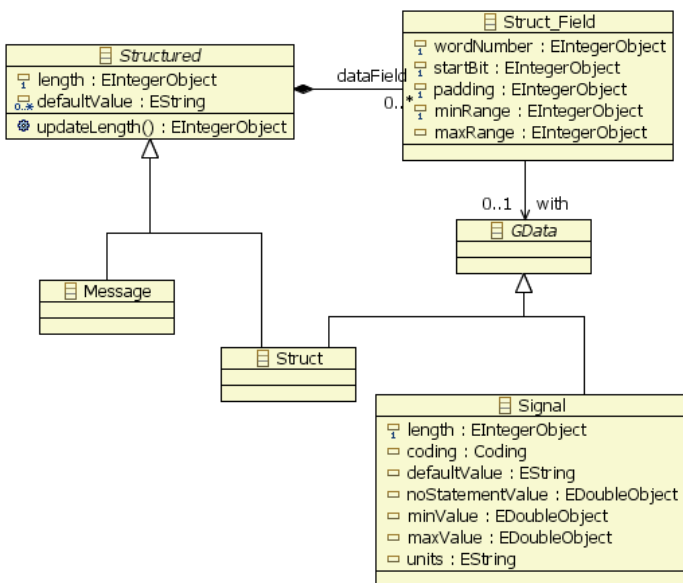 Structured
length : EIntegerObject
defaultValue : EString
updateLength() : EIntegerObject
dataField
0..*
Struct_Field
wordNumber : EIntegerObject
startBit : EIntegerObject
padding : EIntegerObject
minRange : EIntegerObject
maxRange : EIntegerObject
0..1 with
GData
Message
Struct
Signal
length : EIntegerObject
coding : Coding
defaultValue : EString
noStatementValue : EDoubleObject
minValue : EDoubleObject
maxValue : EDoubleObject
units : EString